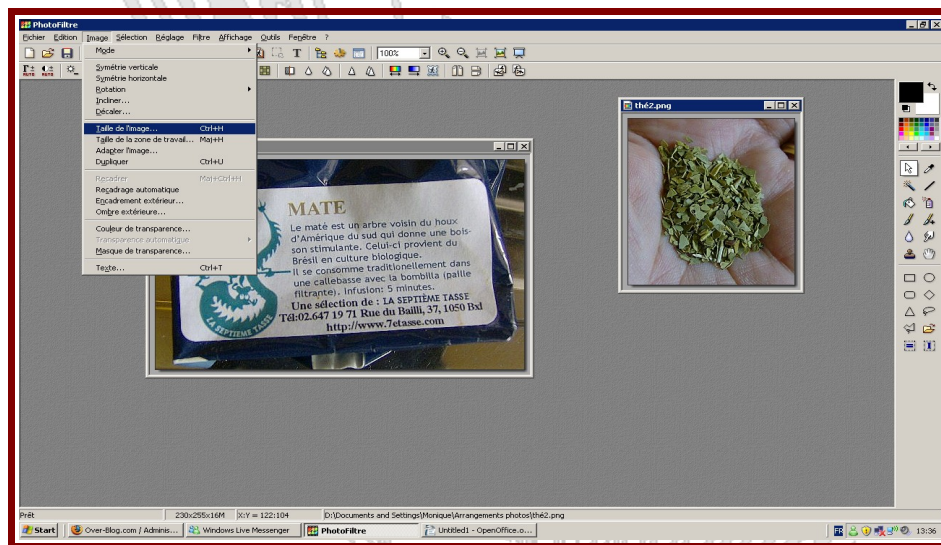 PhotoFiltre
Fichier Edition Image Sélection Réglage Filtre Affichage Outils Fenêtre ?
100%
Mode
Symétrie verticale
Symétrie horizontale
Rotation
Incliner...
Décaler...
Taille de l'image... Ctrl+H
Taille de la zone de travail... Maj+H
Adapter l'image...
Dupliquer Ctrl+U
Recadrer Maj+Ctrl+H
Recadrage automatique
Encadrement extérieur...
Ombre extérieure...
Couleur de transparence...
Transparence automatique
Masque de transparence...
Texte... Ctrl+T
MATE
Le maté est un arbre voisin du houx
d'Amérique du sud qui donne une bois-
son stimulante. Celui-ci provient du
Brésil en culture biologique.
Il se consomme traditionellement dans
une callebasse avec la bombilla (paille
filtrante). Infusion: 5 minutes.
Une sélection de : LA SEPTIÈME TASSE
Tél:02.647 19 71 Rue du Bailli, 37, 1050 Bxl
http://www.7etasse.com
LA SEPTIEME TASSE
thé2.png
Prêt
230x255x16M X:Y = 122:104 D:\Documents and Settings\Monique\Arrangements photos\thé2.png
Start Over-Blog.com / Adminis... Windows Live Messenger PhotoFiltre Untitled1 - OpenOffice.o... FR 13:36